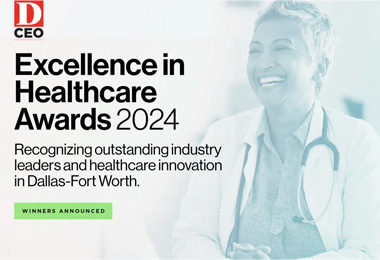 D
CEO
Excellence in
Healthcare
Awards 2024
Recognizing outstanding industry
leaders and healthcare innovation
in Dallas-Fort Worth.
WINNERS ANNOUNCED